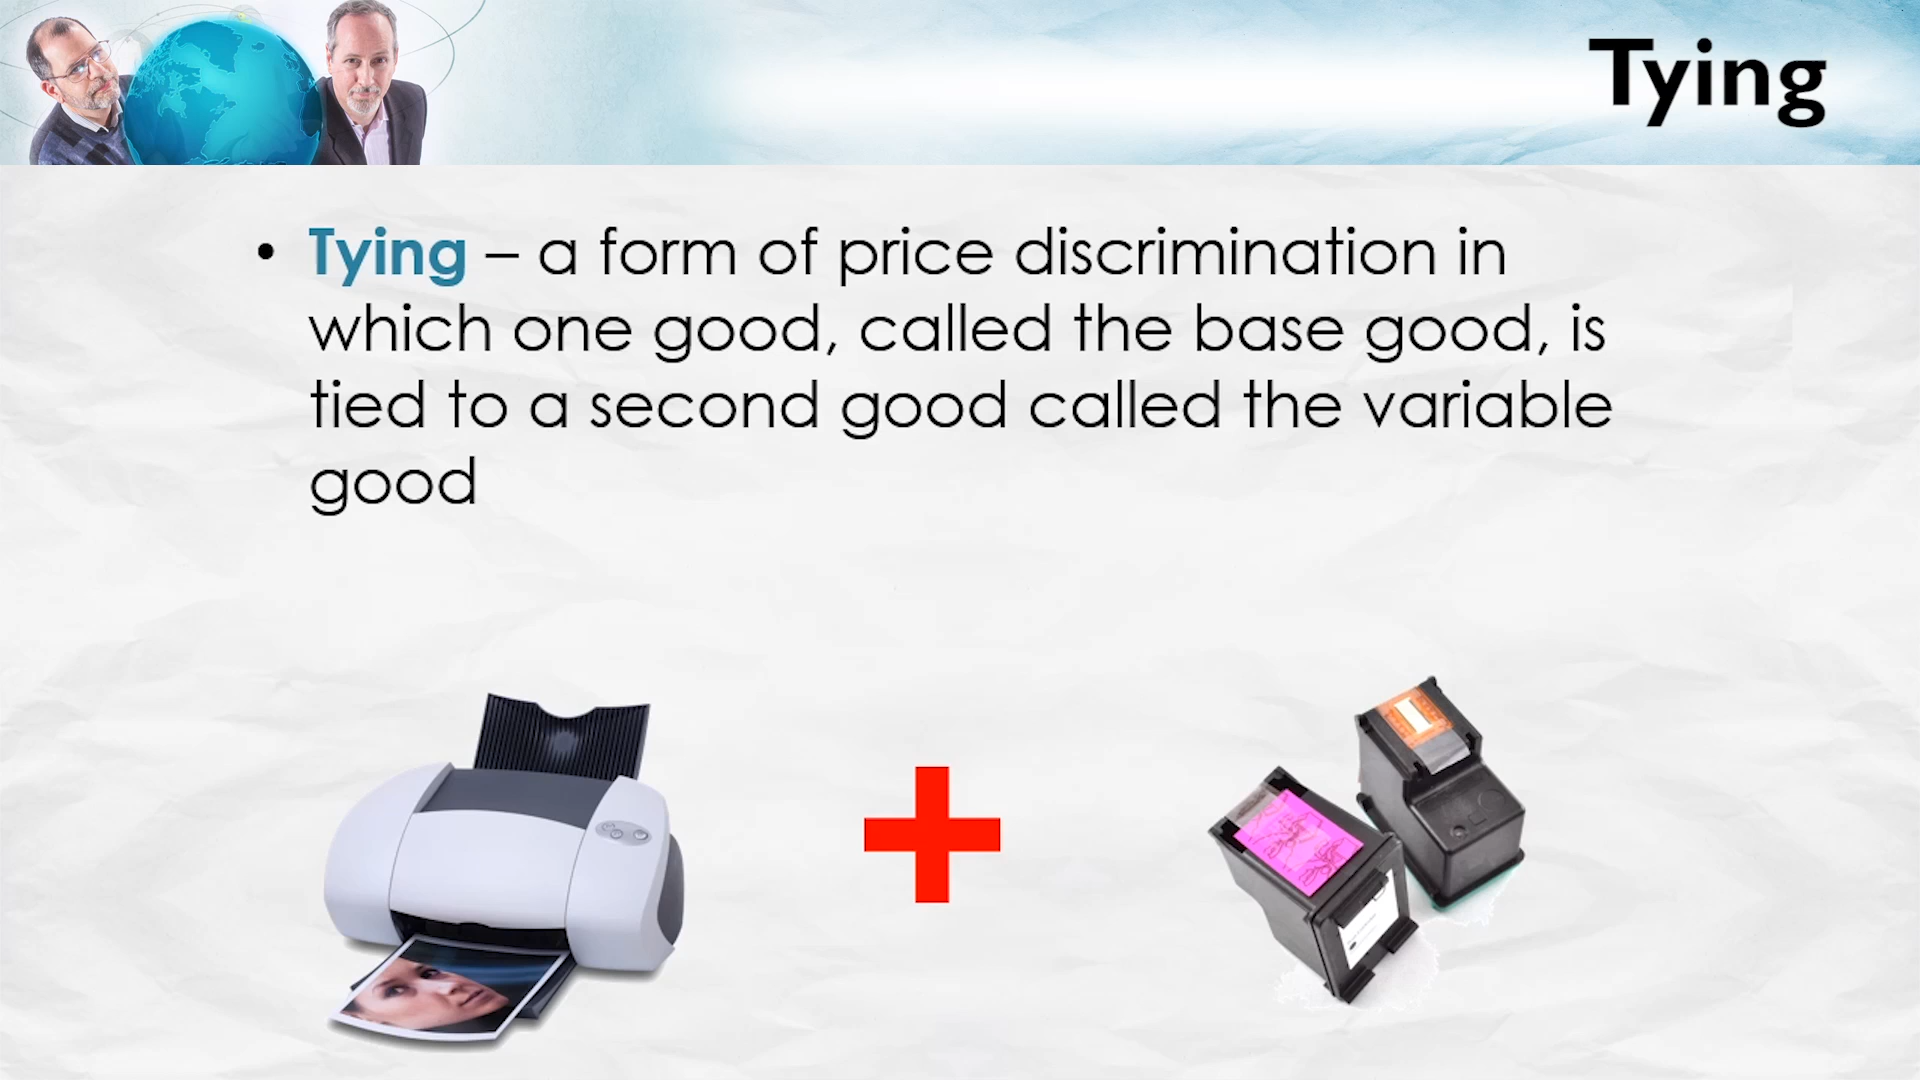 Tying
• Tying – a form of price discrimination in
which one good, called the base good, is
tied to a second good called the variable
good